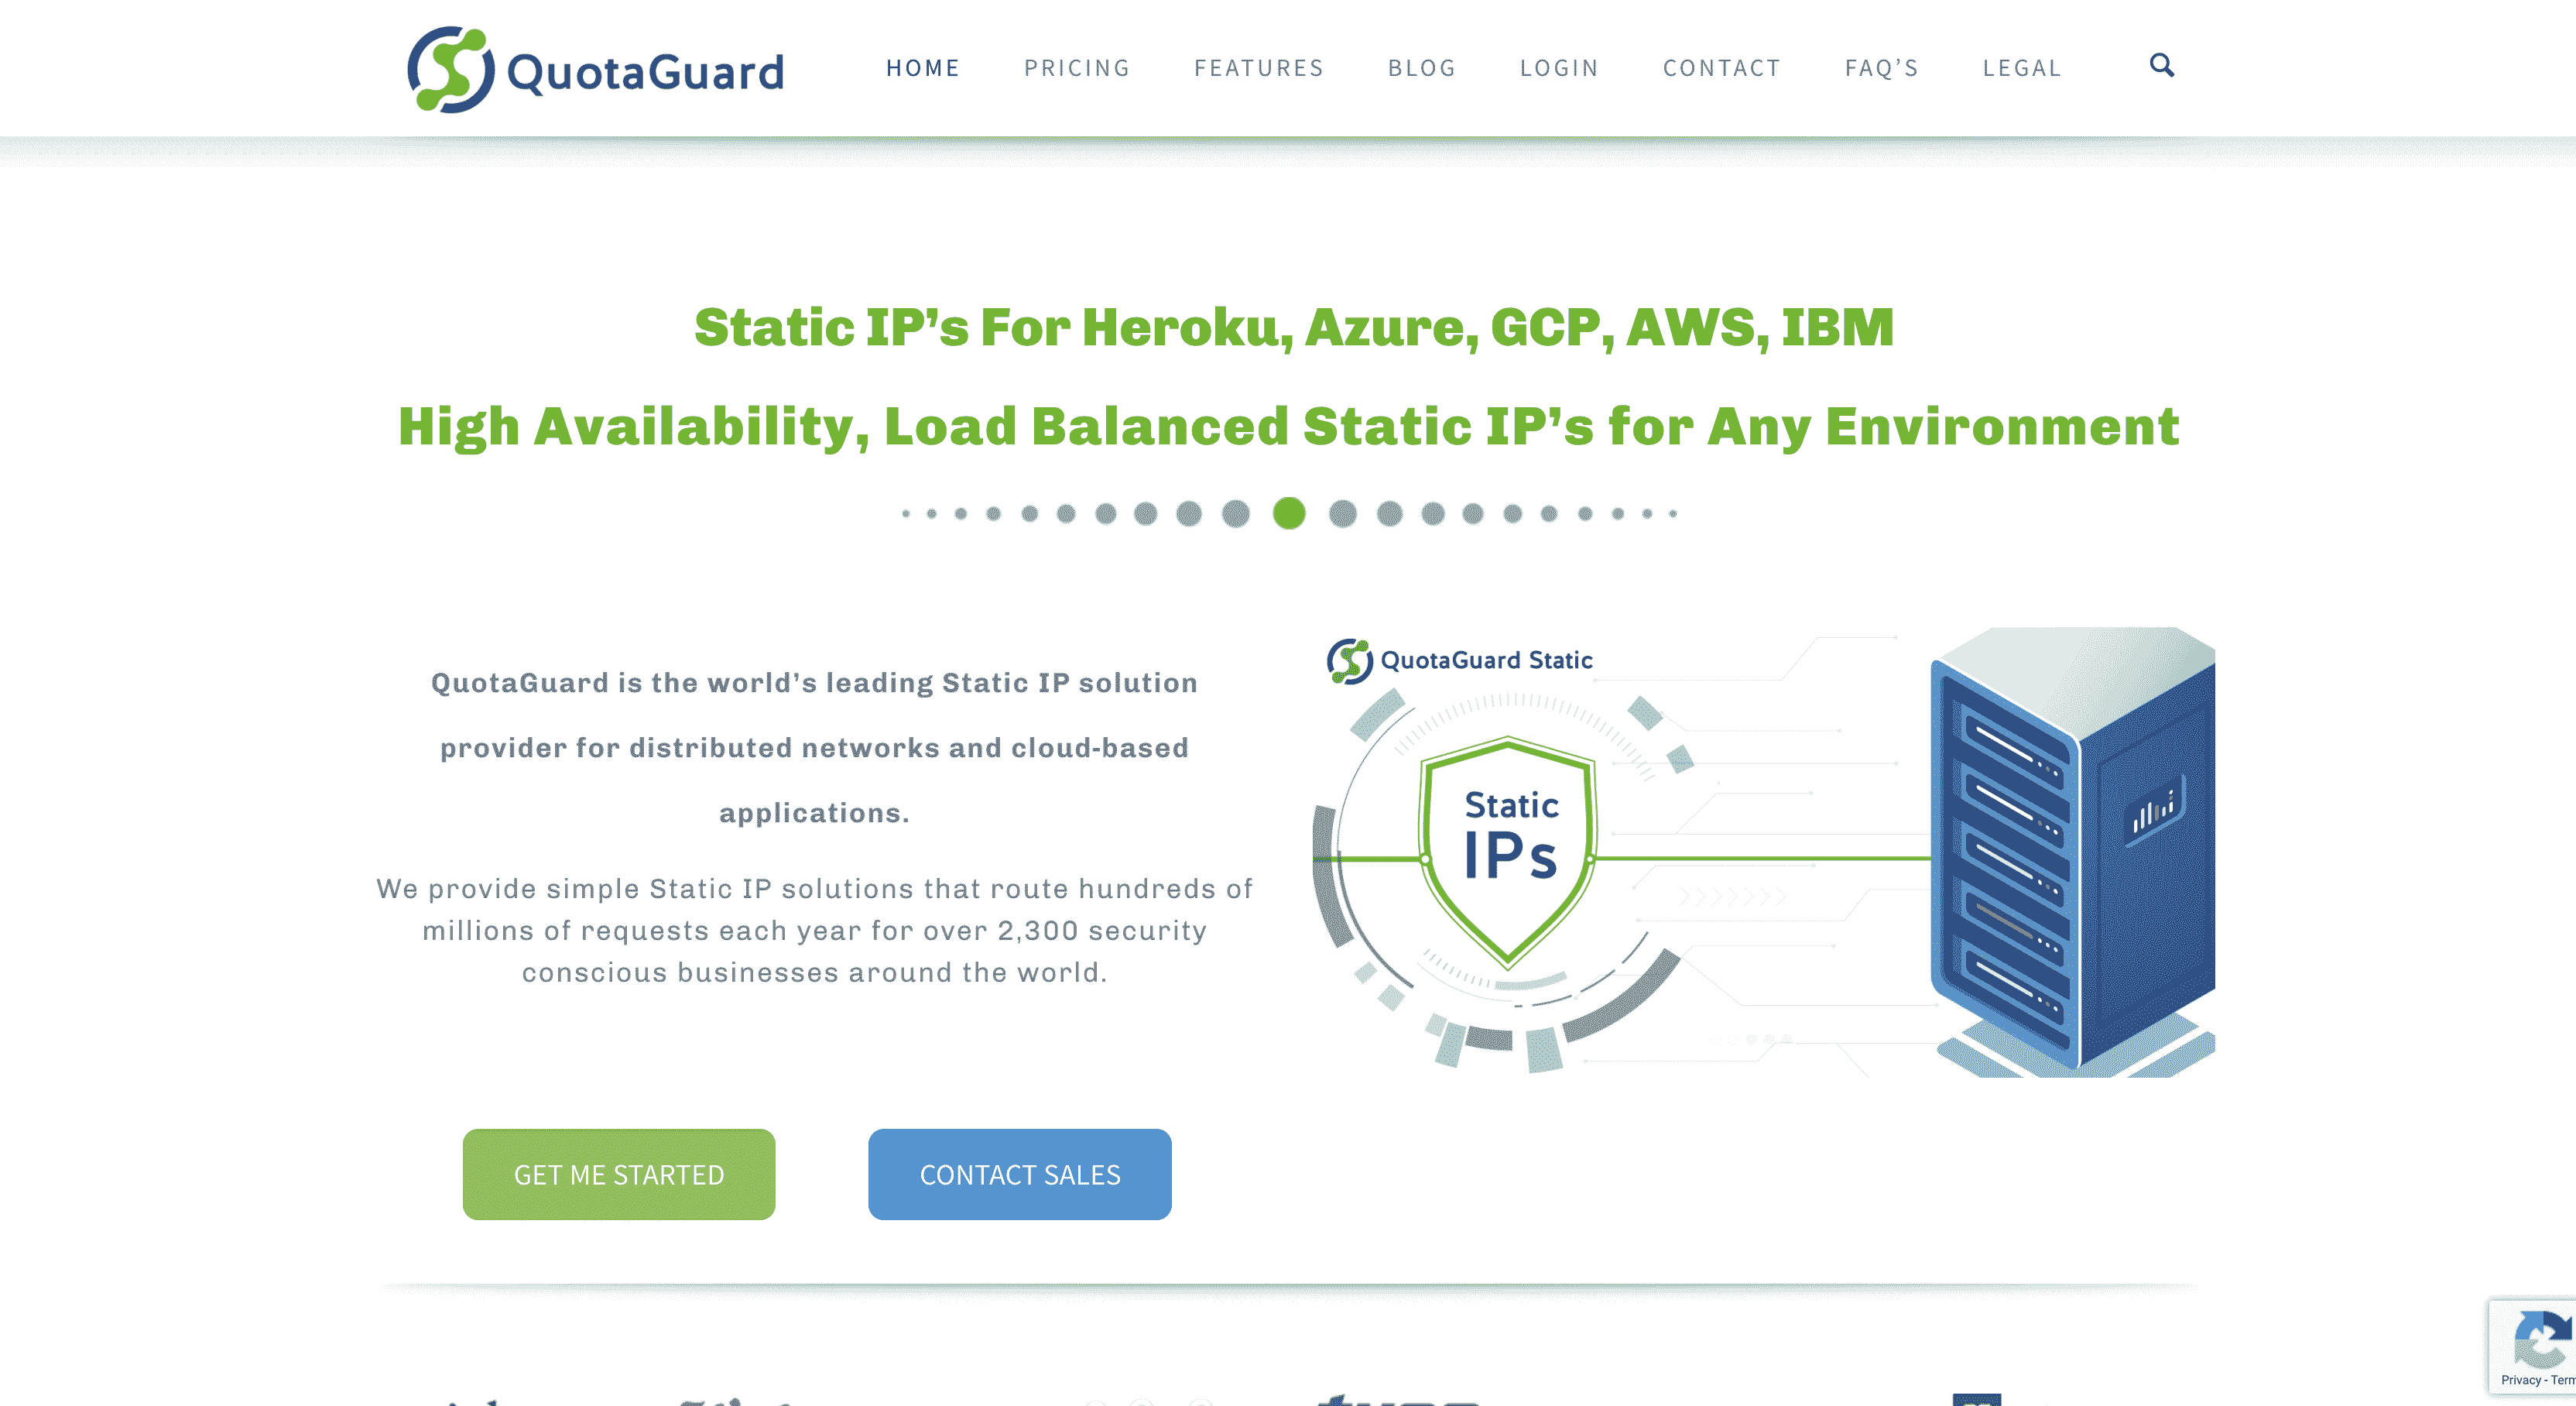 QuotaGuard
HOME PRICING FEATURES BLOG LOGIN CONTACT FAQ’S LEGAL
Static IP’s For Heroku, Azure, GCP, AWS, IBM
High Availability, Load Balanced Static IP’s for Any Environment
QuotaGuard is the world’s leading Static IP solution
provider for distributed networks and cloud-based
applications.
We provide simple Static IP solutions that route hundreds of
millions of requests each year for over 2,300 security
conscious businesses around the world.
GET ME STARTED
CONTACT SALES
QuotaGuard Static
Static
IPs
Privacy - Term